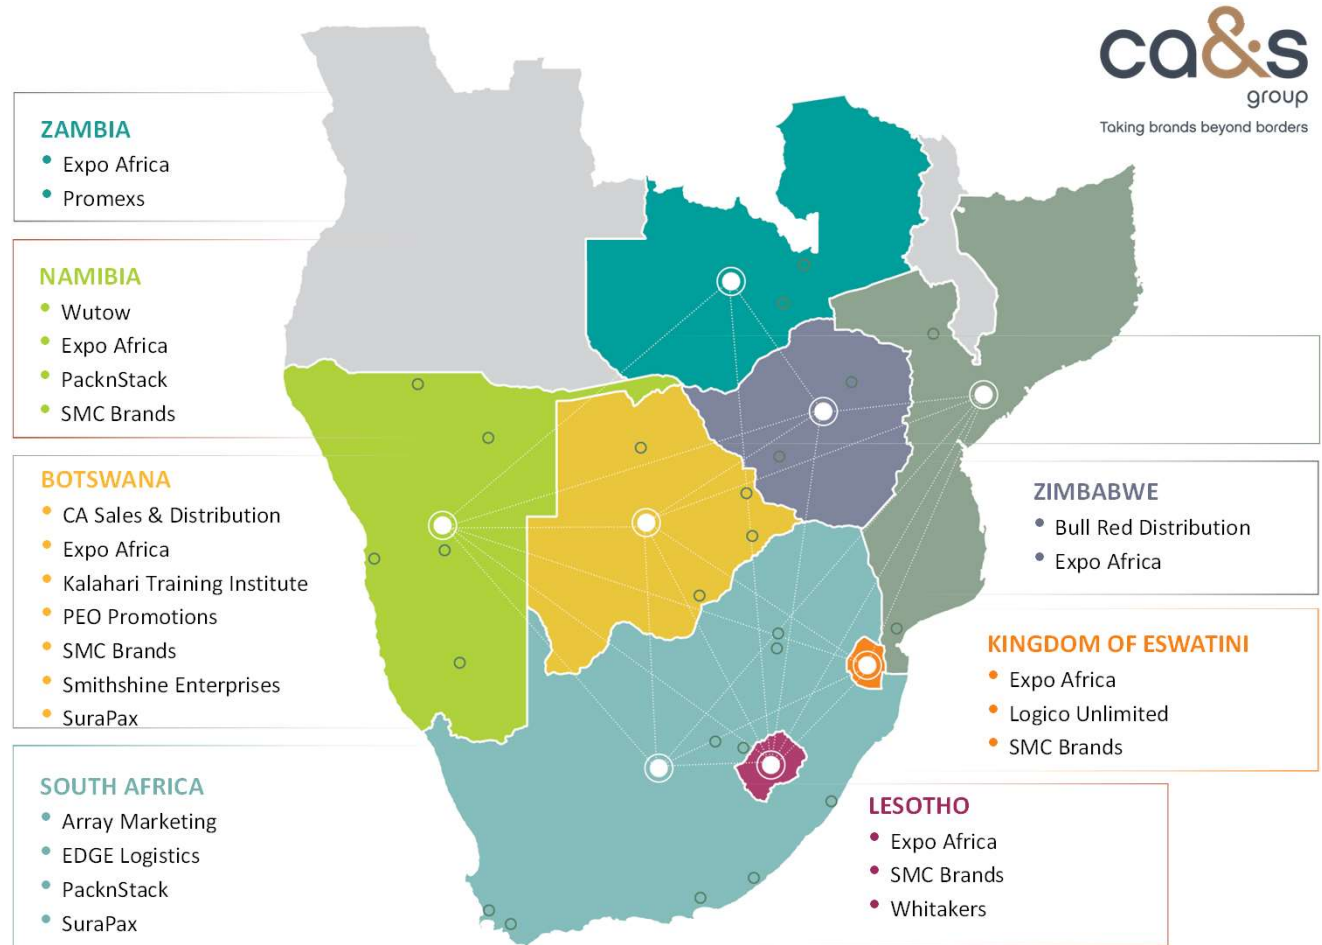 ca&s
group
Taking brands beyond borders
ZAMBIA
Expo Africa
Promexs
NAMIBIA
Wutow
Expo Africa
PacknStack
SMC Brands
BOTSWANA
CA Sales & Distribution
Expo Africa
Kalahari Training Institute
PEO Promotions
SMC Brands
Smithshine Enterprises
SuraPax
SOUTH AFRICA
Array Marketing
EDGE Logistics
PacknStack
SuraPax
ZIMBABWE
Bull Red Distribution
Expo Africa
KINGDOM OF ESWATINI
Expo Africa
Logico Unlimited
SMC Brands
LESOTHO
Expo Africa
SMC Brands
Whitakers